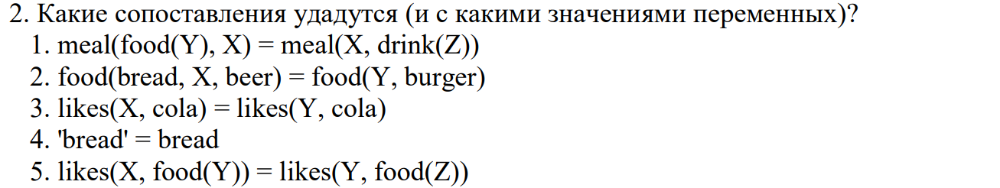 2. Какие сопоставления удадутся (и с какими значениями переменных)?
1. meal(food(Y), X) = meal(X, drink(Z))
2. food(bread, X, beer) = food(Y, burger)
3. likes(X, cola) = likes(Y, cola)
4. 'bread' = bread
5. likes(X, food(Y)) = likes(Y, food(Z))